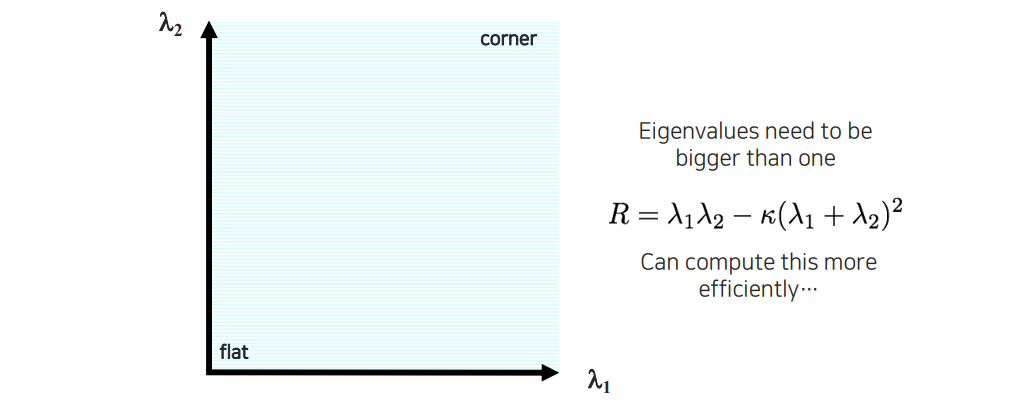 λ₂
corner
Eigenvalues need to be
bigger than one
R = λ₁λ₂ − κ(λ₁ + λ₂)²
Can compute this more
efficiently⋯
flat
λ₁